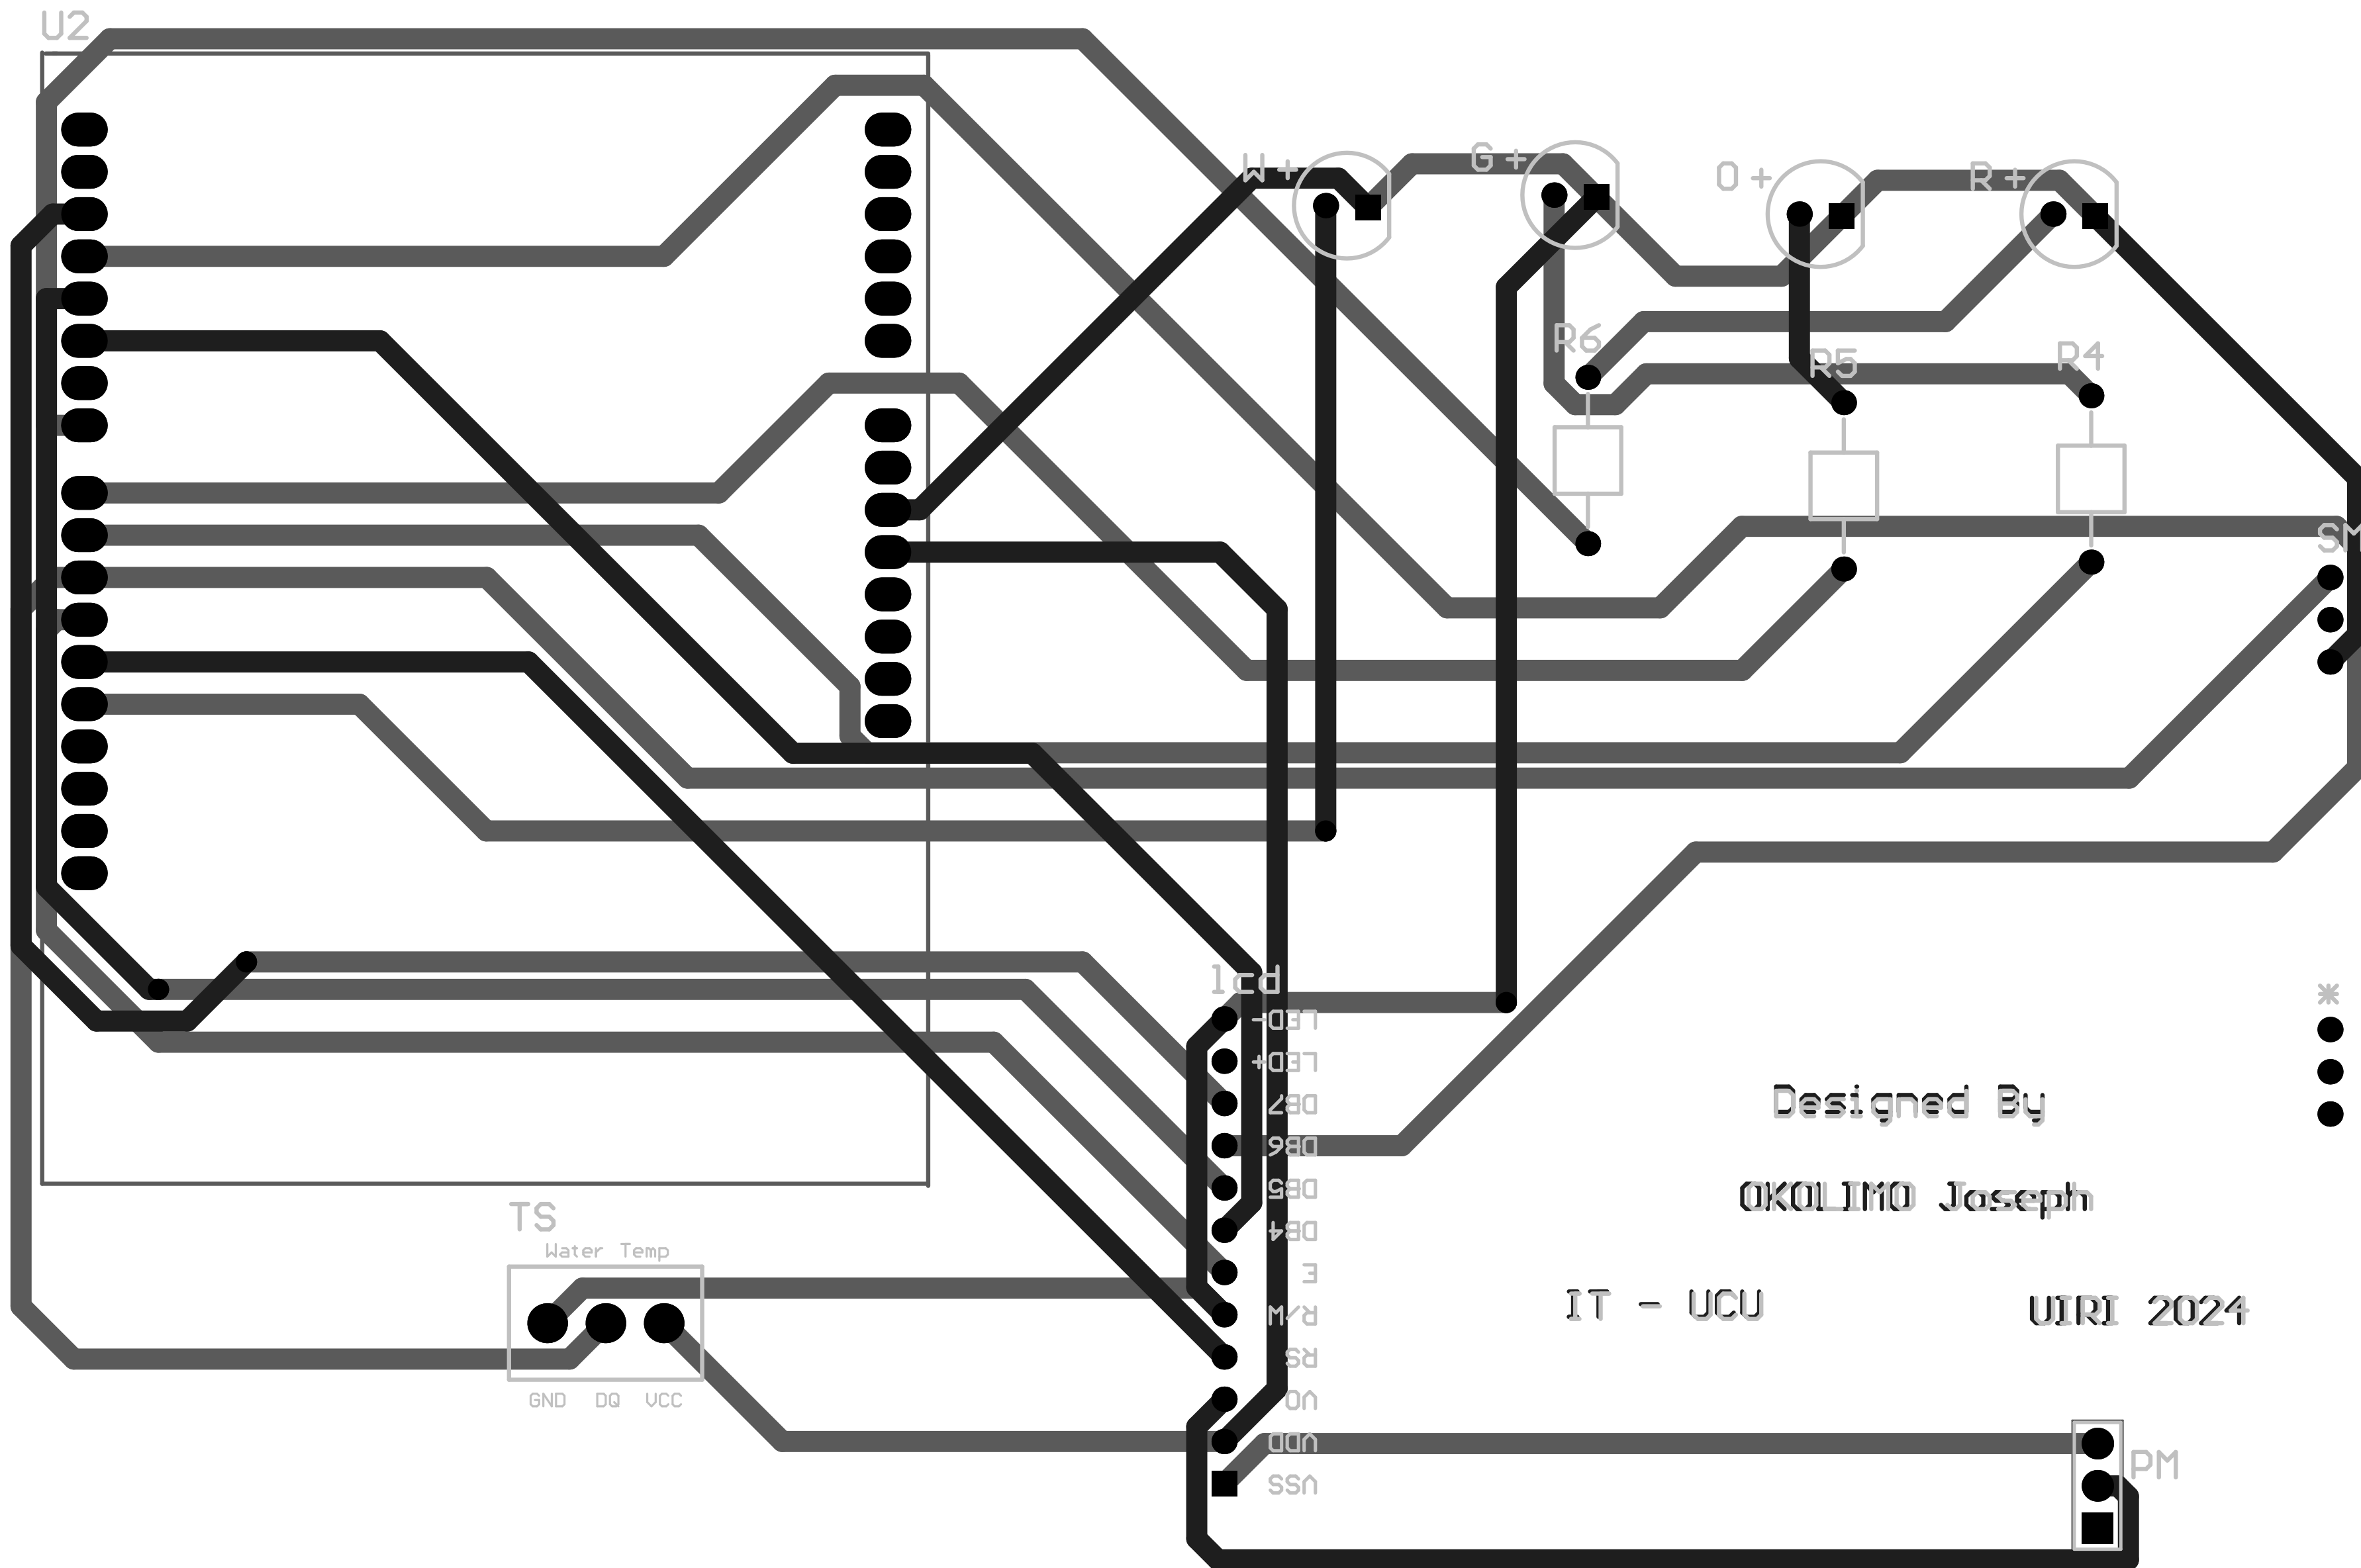 U2
W +
G +
O +
R +
R6
R5
R4
SM
lcd
LED-
LED+
DB7
DB6
DB5
DB4
E
R/W
RS
VO
VDD
VSS
*
Designed By
OKOLIMO Joseph
IT - UCU
UIRI 2024
TS
Water Temp
GND DQ VCC
PM